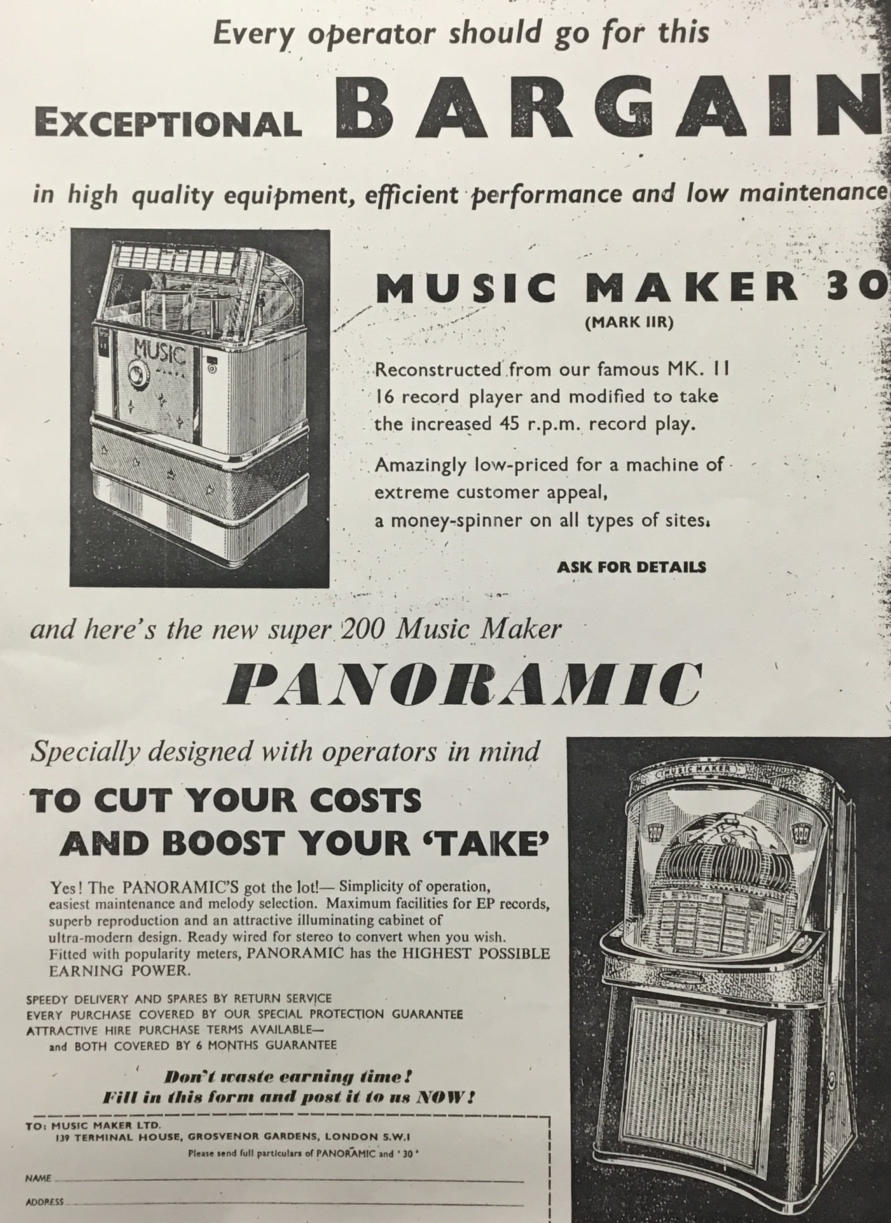 Every operator should go for this
EXCEPTIONAL BARGAIN
in high quality equipment, efficient performance and low maintenance
MUSIC MAKER 30
(MARK IIR)
MUSIC
Reconstructed from our famous MK. 11
16 record player and modified to take
the increased 45 r.p.m. record play.
Amazingly low-priced for a machine of
extreme customer appeal,
a money-spinner on all types of sites.
ASK FOR DETAILS
and here's the new super 200 Music Maker
PANORAMIC
Specially designed with operators in mind
TO CUT YOUR COSTS
AND BOOST YOUR ‘TAKE’
MUSIC MAKER
Yes! The PANORAMIC'S got the lot!— Simplicity of operation,
easiest maintenance and melody selection. Maximum facilities for EP records,
superb reproduction and an attractive illuminating cabinet of
ultra-modern design. Ready wired for stereo to convert when you wish.
Fitted with popularity meters, PANORAMIC has the HIGHEST POSSIBLE
EARNING POWER.
SPEEDY DELIVERY AND SPARES BY RETURN SERVICE
EVERY PURCHASE COVERED BY OUR SPECIAL PROTECTION GUARANTEE
ATTRACTIVE HIRE PURCHASE TERMS AVAILABLE—
and BOTH COVERED BY 6 MONTHS GUARANTEE
Don't waste earning time!
Fill in this form and post it to us NOW!
TO: MUSIC MAKER LTD.
139 TERMINAL HOUSE, GROSVENOR GARDENS, LONDON S.W.1
Please send full particulars of PANORAMIC and ‘30’
NAME
ADDRESS